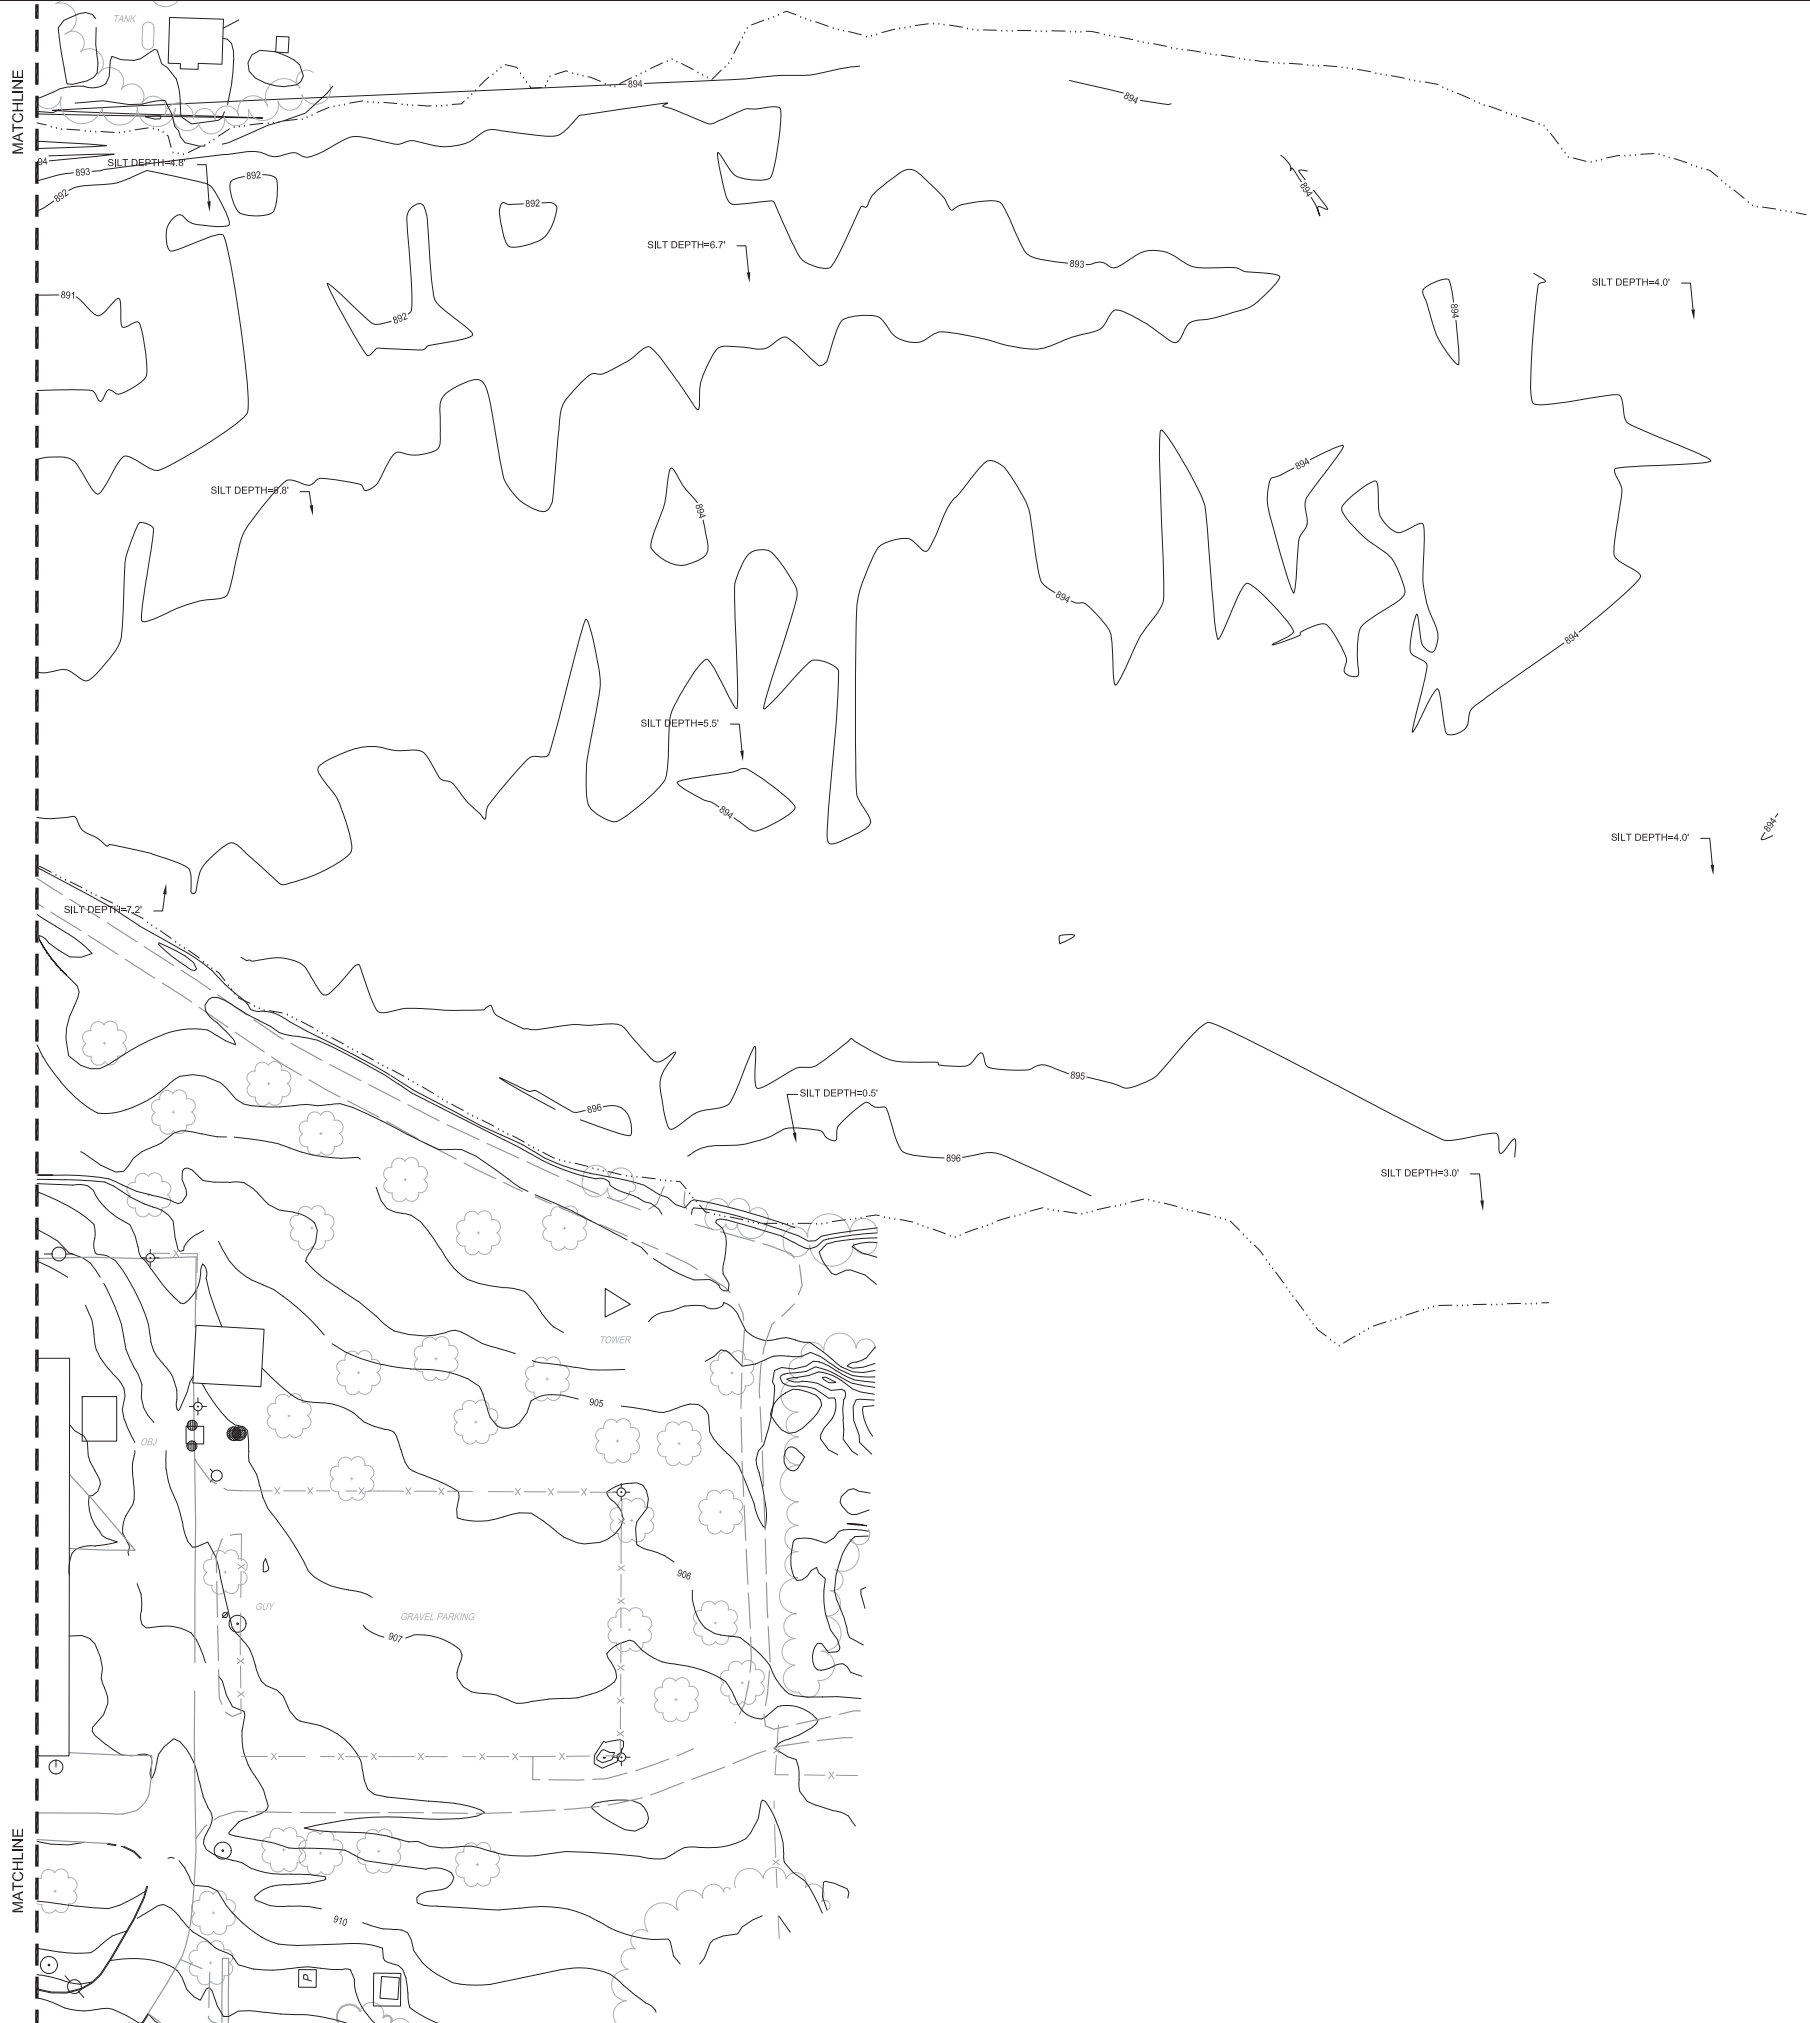 TANK
MATCHLINE
894
894
94
SILT DEPTH=4.8'
893
892
892
892
894
SILT DEPTH=6.7'
893
SILT DEPTH=4.0'
891
892
894
894
SILT DEPTH=6.8'
894
894
894
SILT DEPTH=5.5'
894
894
SILT DEPTH=4.0'
SILT DEPTH=7.2'
895
SILT DEPTH=0.5'
896
896
SILT DEPTH=3.0'
X
TOWER
905
OBJ
X X X X X X X X X
X
906
X
X
X
X
GUY
GRAVEL PARKING
907
X
X
X
X
X
X X X X X X X
X
X
MATCHLINE
X
910
P